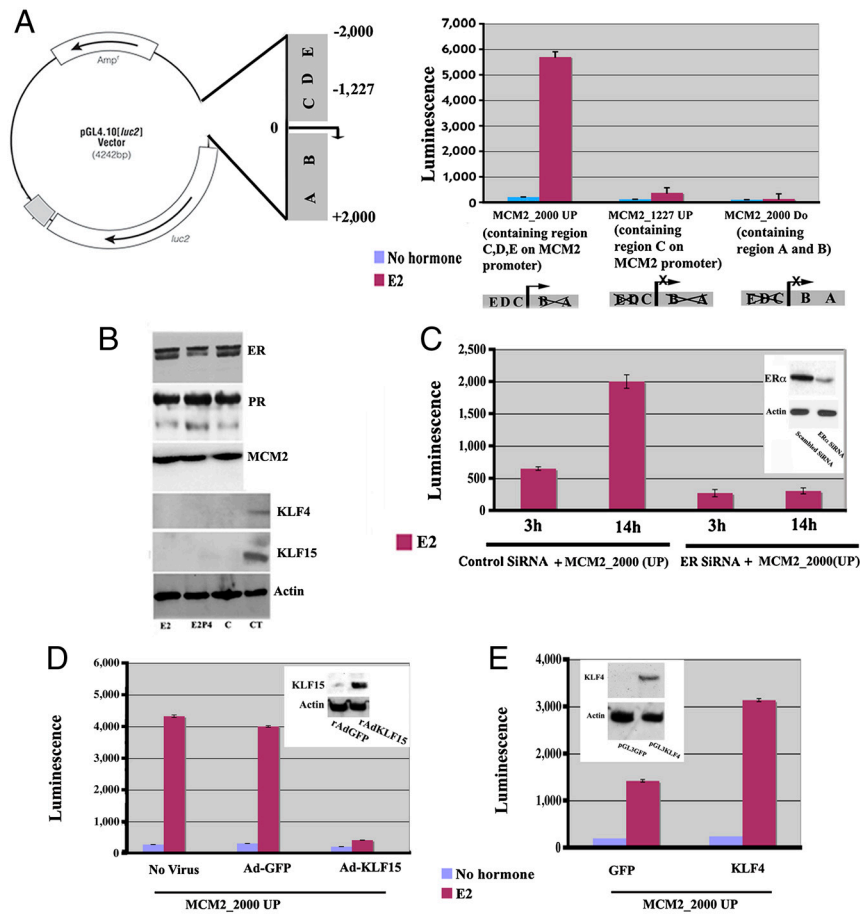 A
Ampr
pGL4.10[luc2]
Vector
(4242bp)
luc2
-2,000
E
D
-1,227
C
0
B
A
+2,000
Luminescence
7,000
6,000
5,000
4,000
3,000
2,000
1,000
0
MCM2_2000 UP
(containing region
C,D,E on MCM2
promoter)
MCM2_1227 UP
(containing
region C on
MCM2 promoter)
MCM2_2000 Do
(containing
region A and B)
No hormone
E2
E D C B A
E D C B A
E D C B A
B
ER
PR
MCM2
KLF4
KLF15
Actin
E2 E2P4 C CT
E2
C
Luminescence
2,500
2,000
1,500
1,000
500
0
ERα
Actin
Scambled SiRNA
ERα SiRNA
3h 14h 3h 14h
Control SiRNA + MCM2_2000 (UP)
ER SiRNA + MCM2_2000(UP)
D
Luminescence
6,000
5,000
4,000
3,000
2,000
1,000
0
KLF15
Actin
rAdGFP
rAdKLF15
No Virus Ad-GFP Ad-KLF15
MCM2_2000 UP
E
Luminescence
4,000
3,000
2,000
1,000
0
KLF4
Actin
pGL3GFP
pGL3KLF4
GFP KLF4
No hormone
E2
MCM2_2000 UP